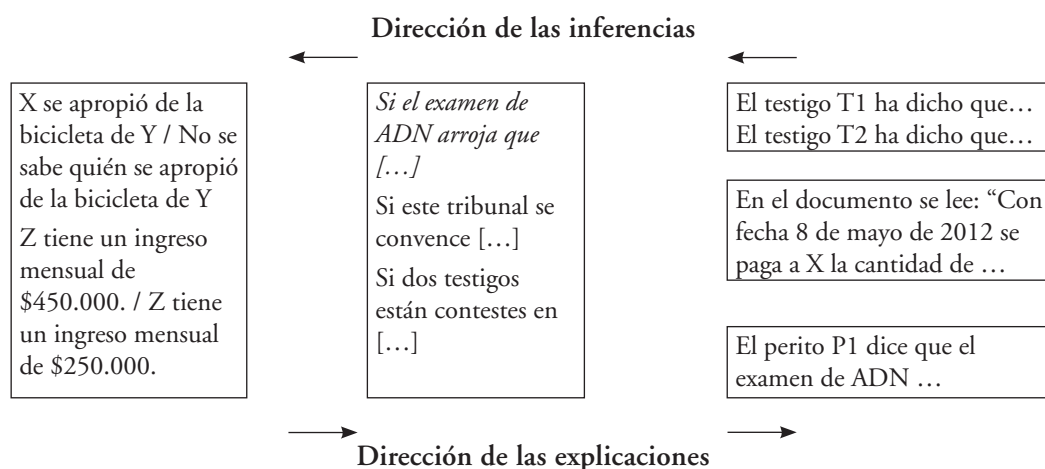 Dirección de las inferencias
X se apropió de la
bicicleta de Y / No se
sabe quién se apropió
de la bicicleta de Y
Z tiene un ingreso
mensual de
$450.000. / Z tiene
un ingreso mensual
de $250.000.
Si el examen de
ADN arroja que
[…]
Si este tribunal se
convence […]
Si dos testigos
están contestes en
[…]
El testigo T1 ha dicho que…
El testigo T2 ha dicho que…
En el documento se lee: “Con
fecha 8 de mayo de 2012 se
paga a X la cantidad de …
El perito P1 dice que el
examen de ADN …
Dirección de las explicaciones